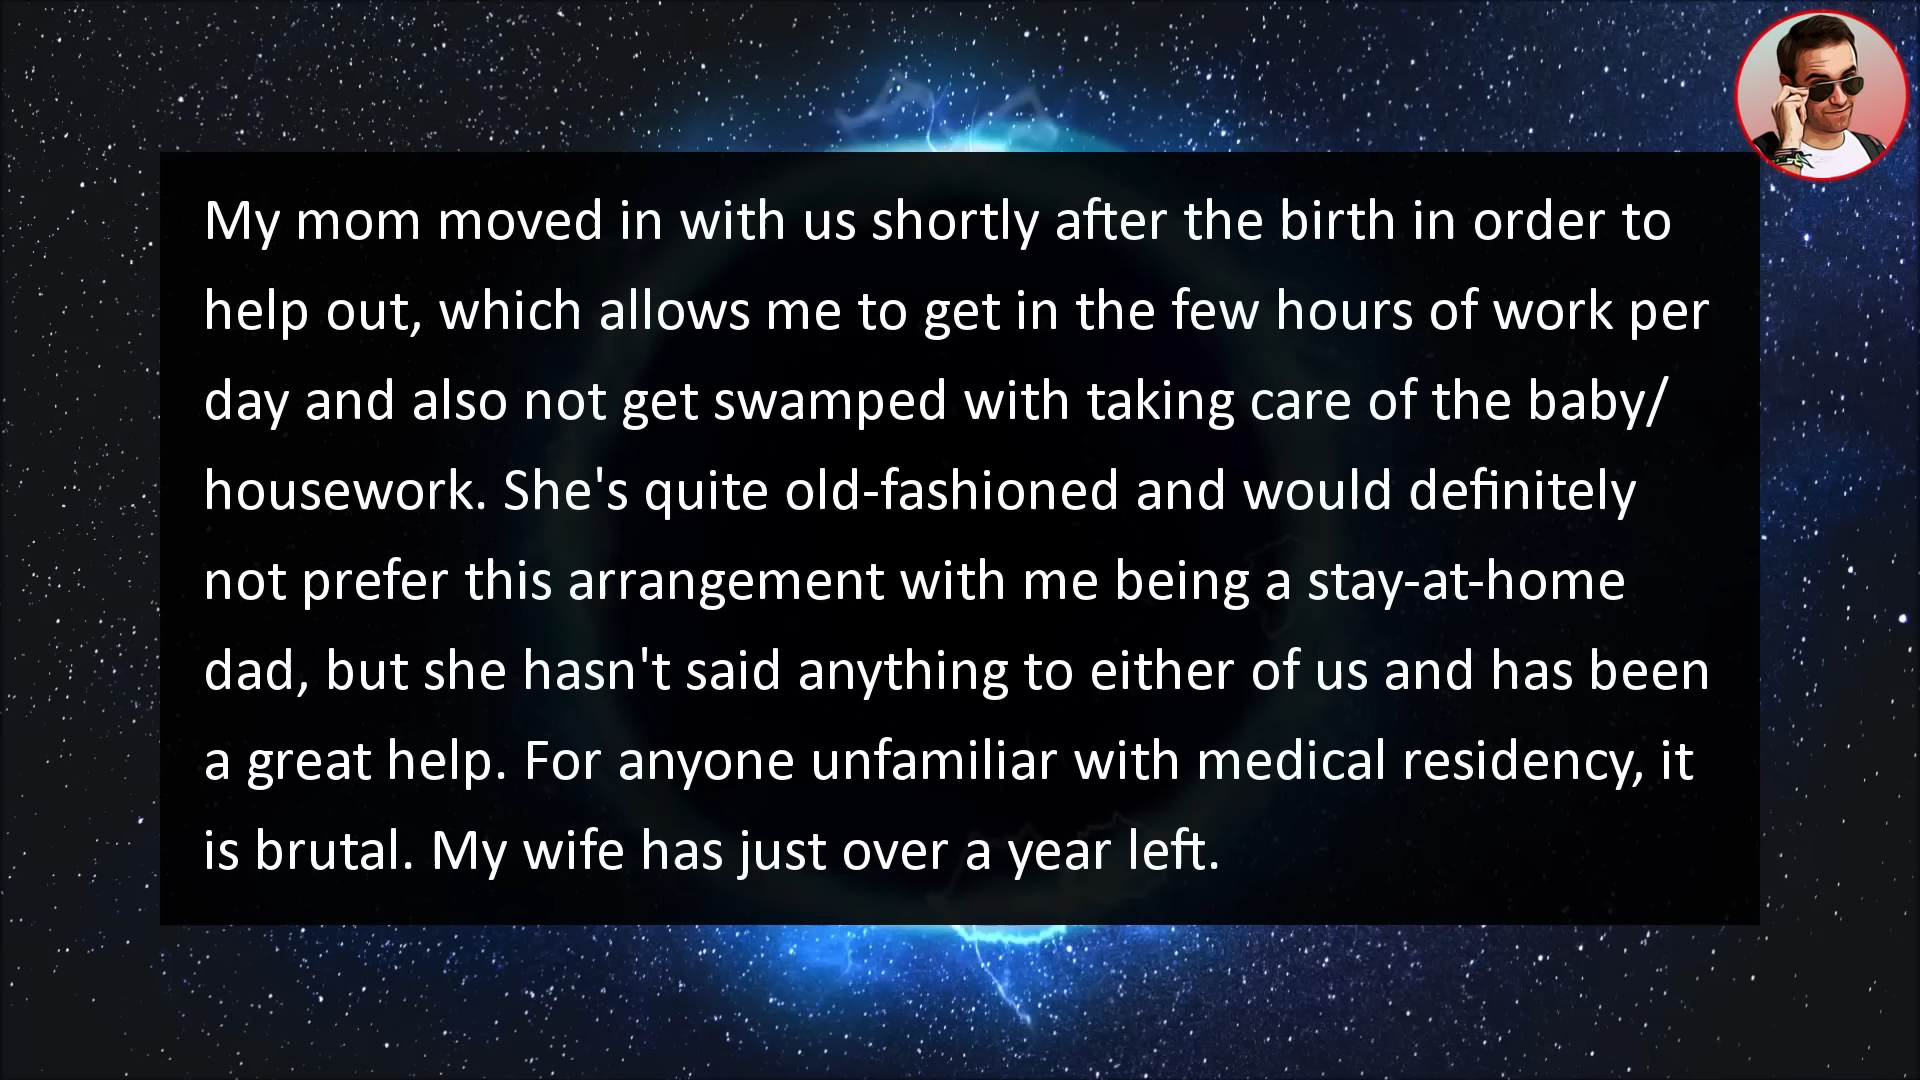 My mom moved in with us shortly after the birth in order to
help out, which allows me to get in the few hours of work per
day and also not get swamped with taking care of the baby/
housework. She's quite old-fashioned and would definitely
not prefer this arrangement with me being a stay-at-home
dad, but she hasn't said anything to either of us and has been
a great help. For anyone unfamiliar with medical residency, it
is brutal. My wife has just over a year left.